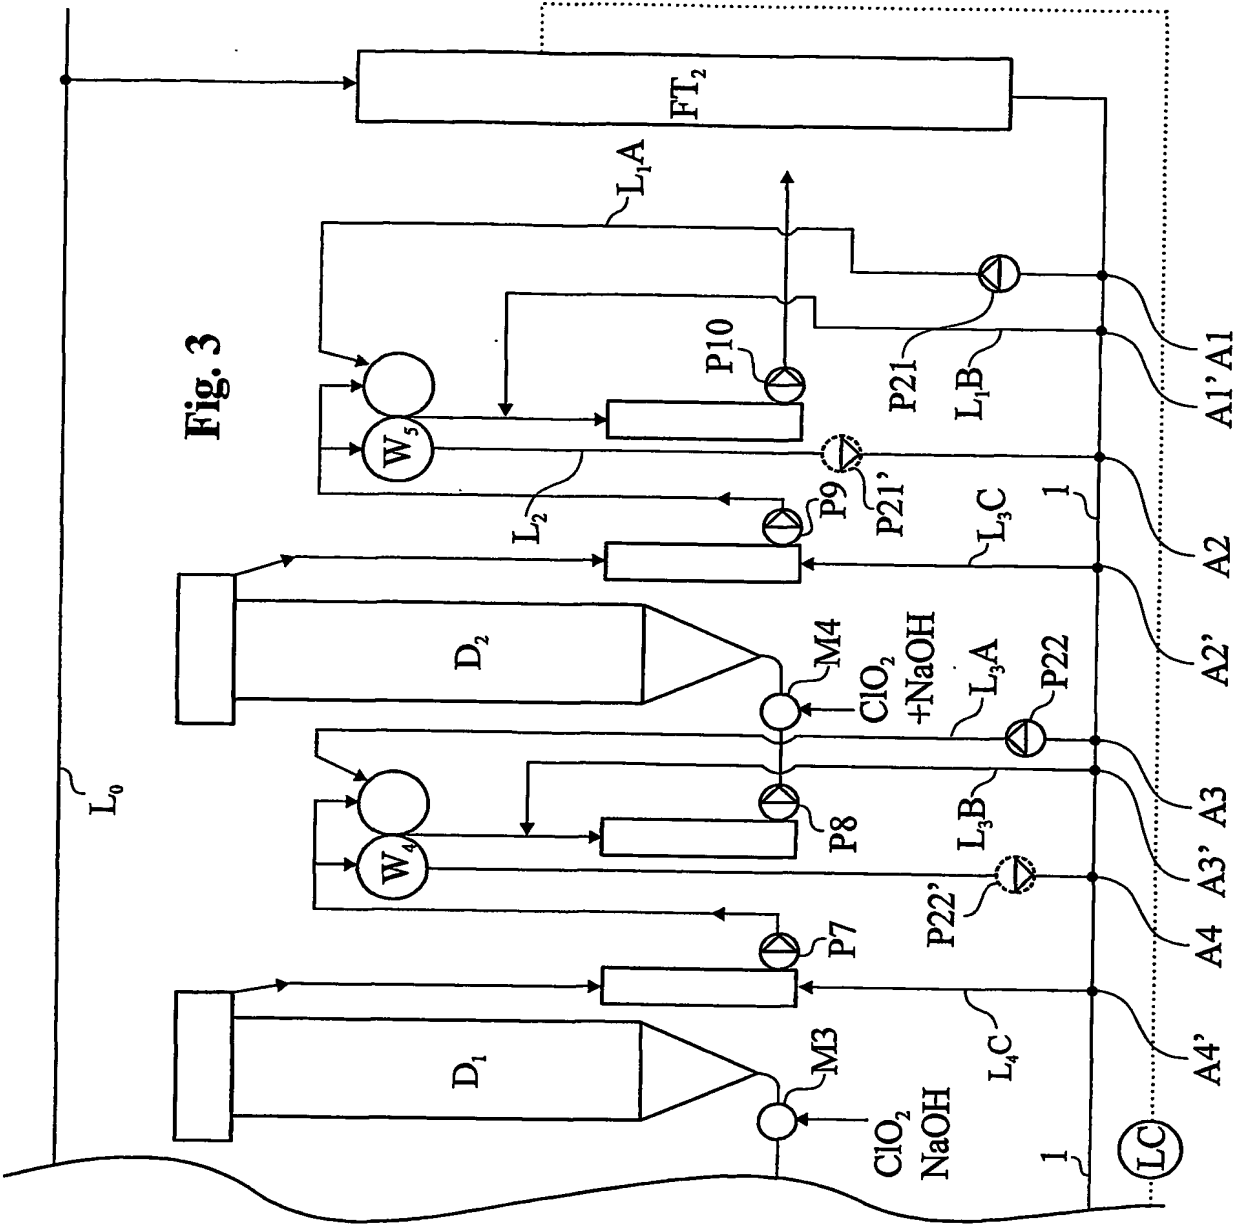 Fig. 3
L₀
FT₂
L₁A
W₅
P10
P21
L₁B
A1
A1'
L₂
P9
P21'
1
L₃C
A2
A2'
D₂
M4
ClO₂
+NaOH
L₃A
P22
W₄
P8
L₃B
A3
A3'
P22'
A4
P7
D₁
M3
ClO₂
NaOH
L₄C
A4'
1
LC